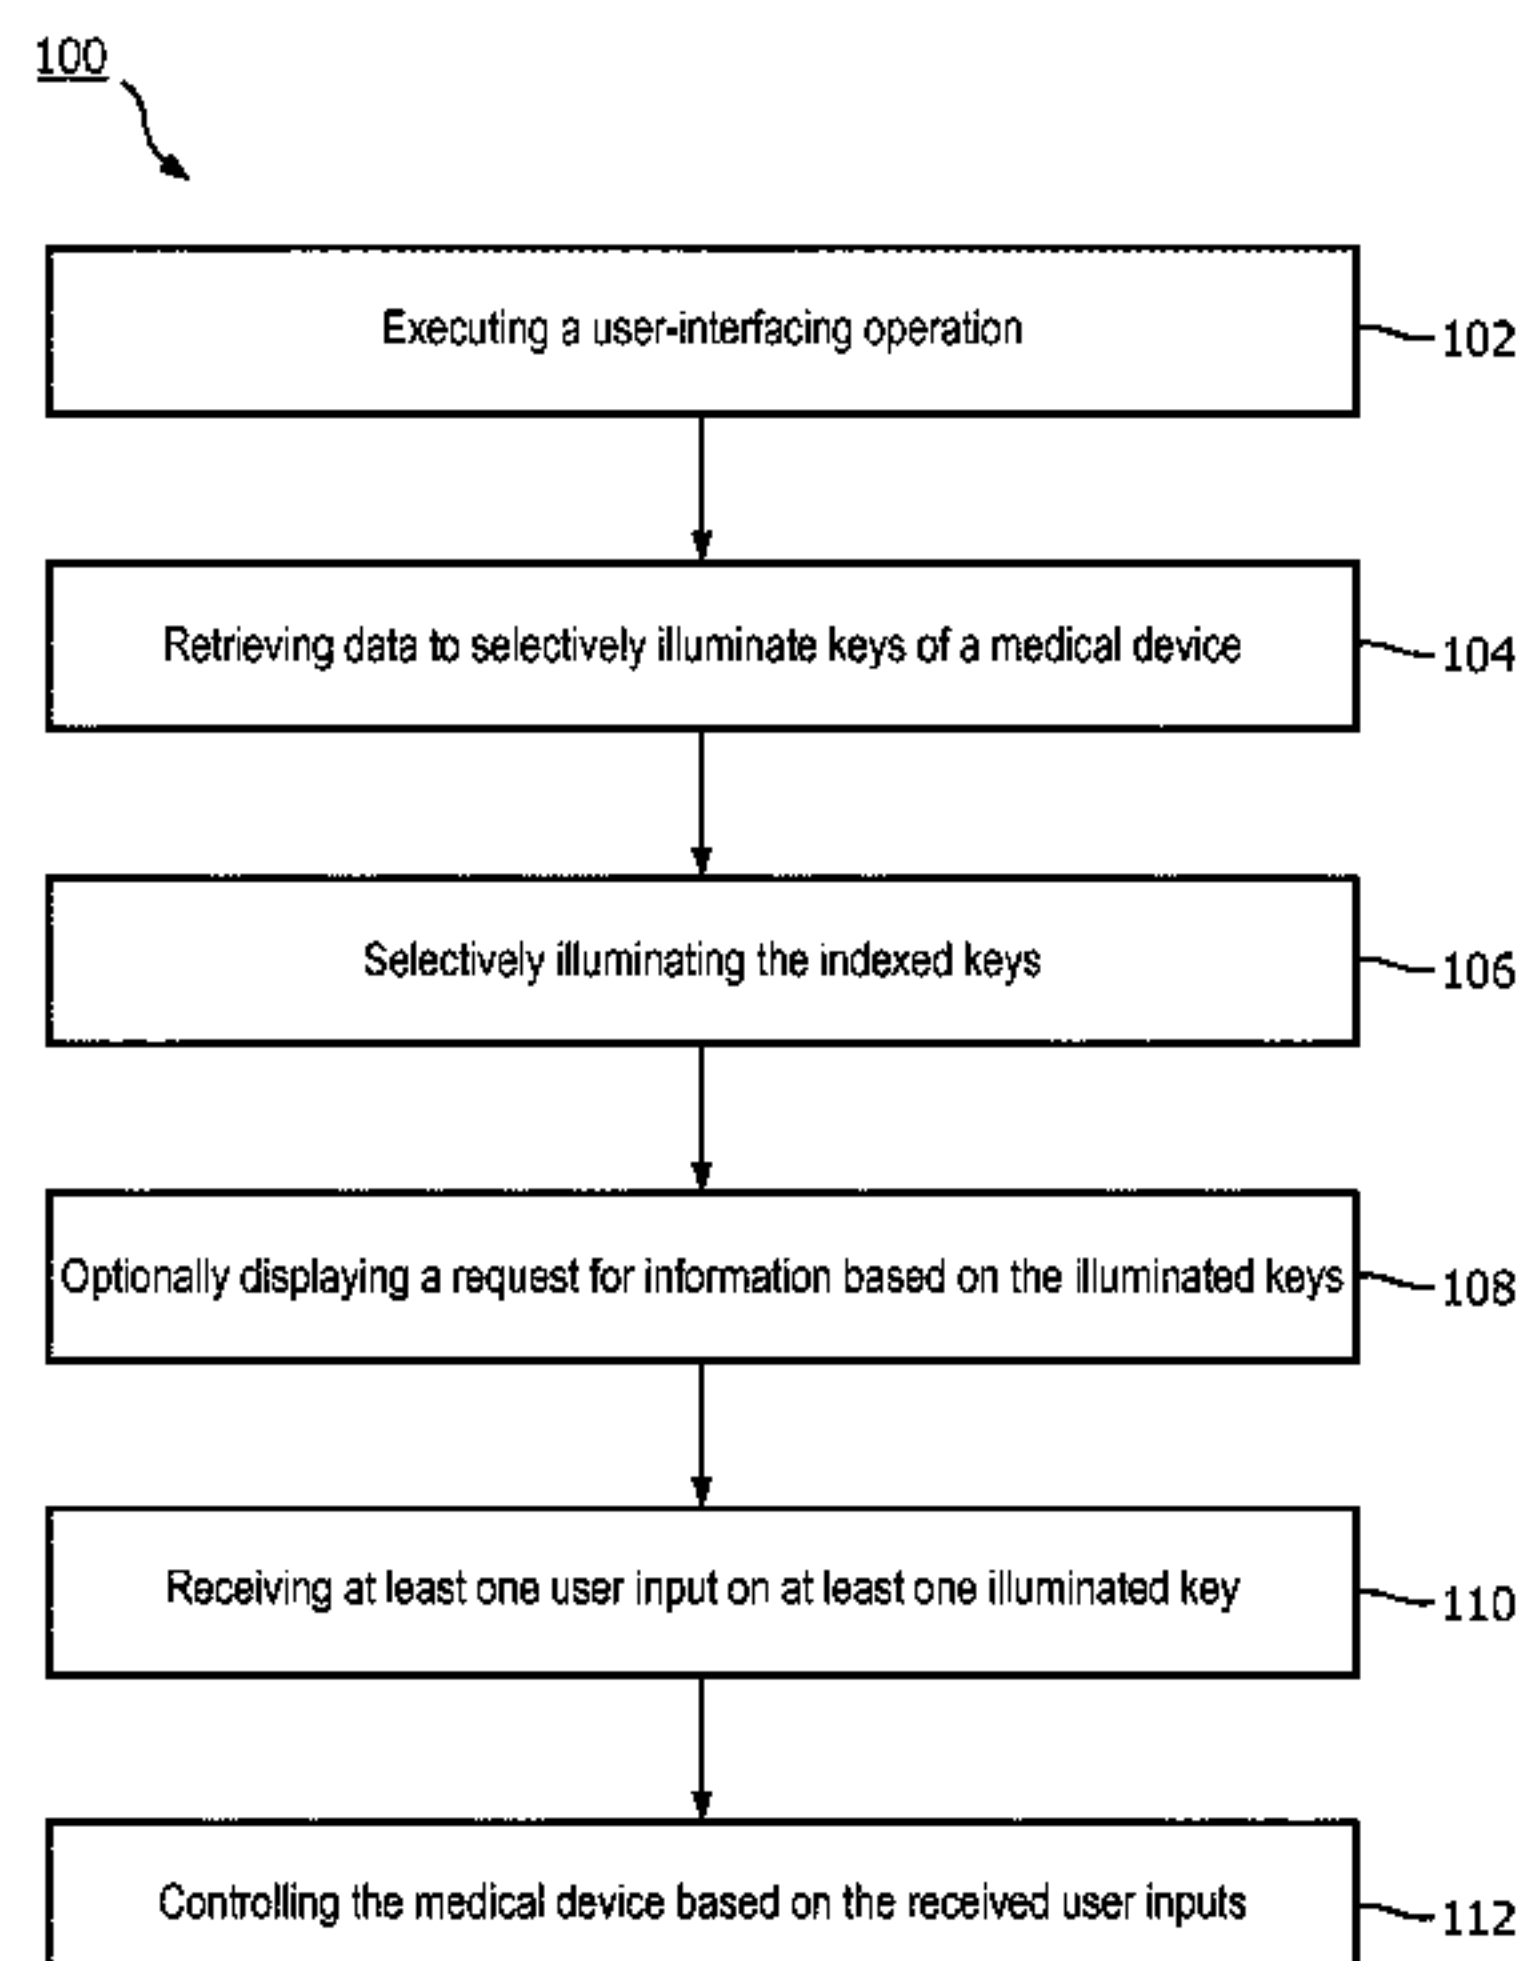 100
Executing a user-interfacing operation
102
Retrieving data to selectively illuminate keys of a medical device
104
Selectively illuminating the indexed keys
106
Optionally displaying a request for information based on the illuminated keys
108
Receiving at least one user input on at least one illuminated key
110
Controlling the medical device based on the received user inputs
112